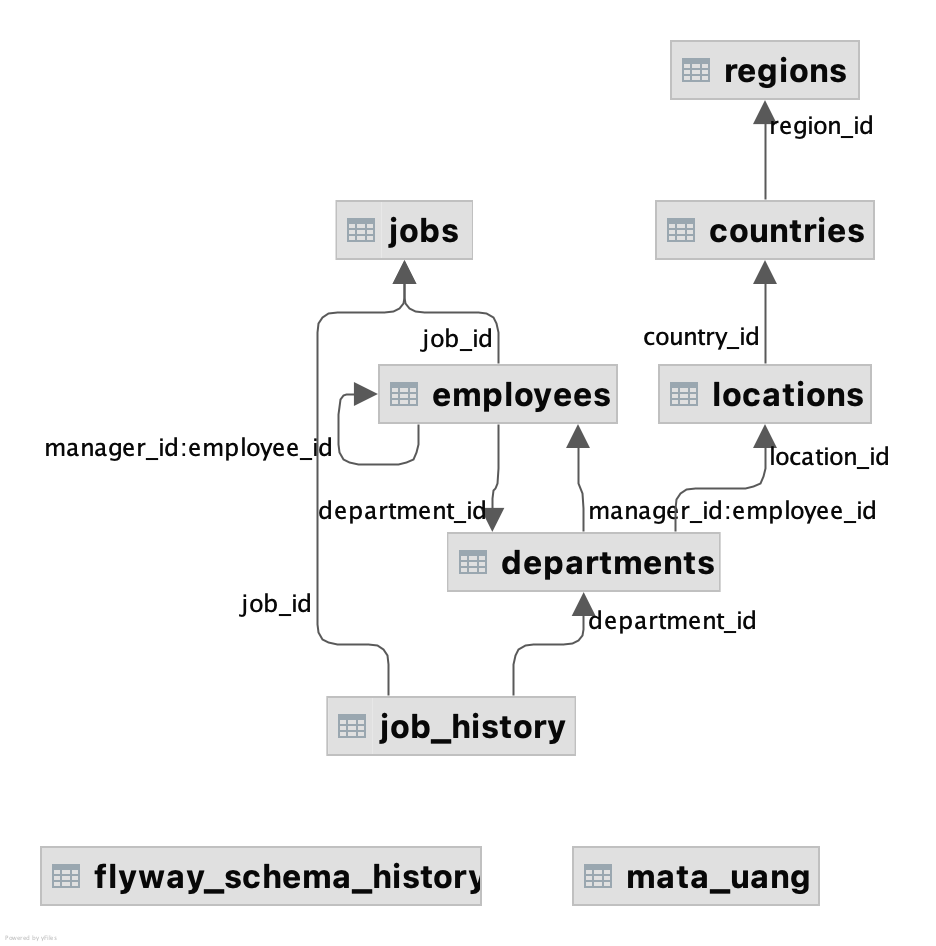 regions
region_id
jobs
countries
job_id
country_id
employees
locations
manager_id:employee_id
location_id
department_id
manager_id:employee_id
departments
job_id
department_id
job_history
flyway_schema_history
mata_uang
Powered by yFiles